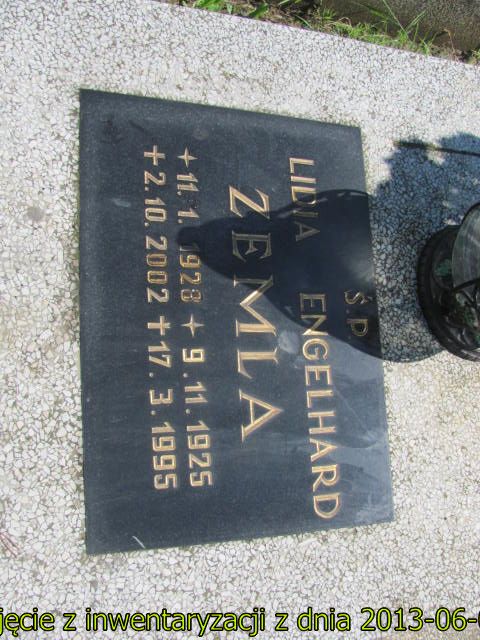 Ś.P.
LIDIA ENGELHARD
ZEMLA
✢ 11. 1. 1928 ✢ 9. 11. 1925
✝ 2. 10. 2002 ✝ 17. 3. 1995
jęcie z inwentaryzacji z dnia 2013-06-0